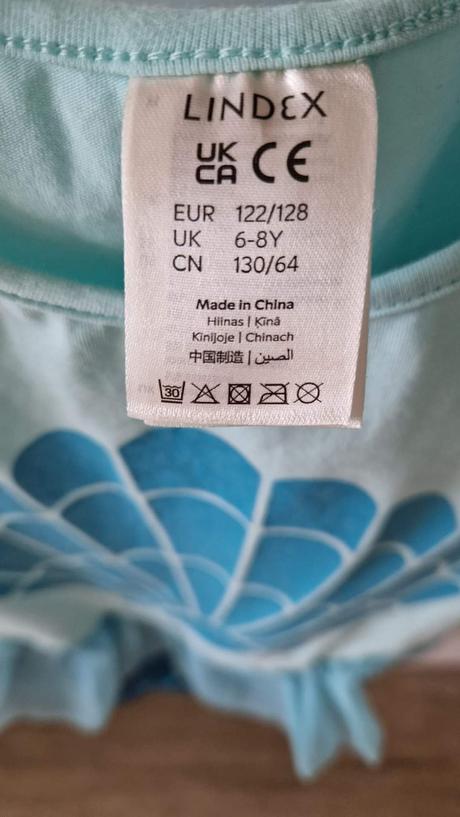 LINDEX
UK
CA CE
EUR 122/128
UK 6-8Y
CN 130/64
Made in China
Hiinas | Ķīnā
Kinijoje | Chinach
中国制造 | الصين
30